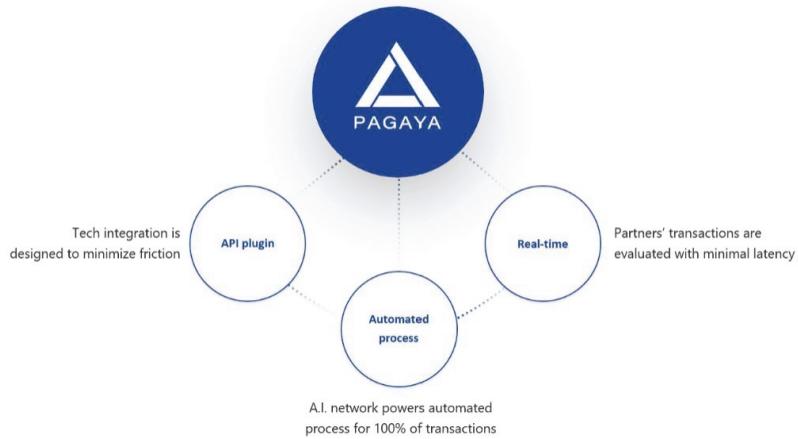 PAGAYA
Tech integration is
designed to minimize friction
API plugin
Real-time
Partners’ transactions are
evaluated with minimal latency
Automated
process
A.I. network powers automated
process for 100% of transactions